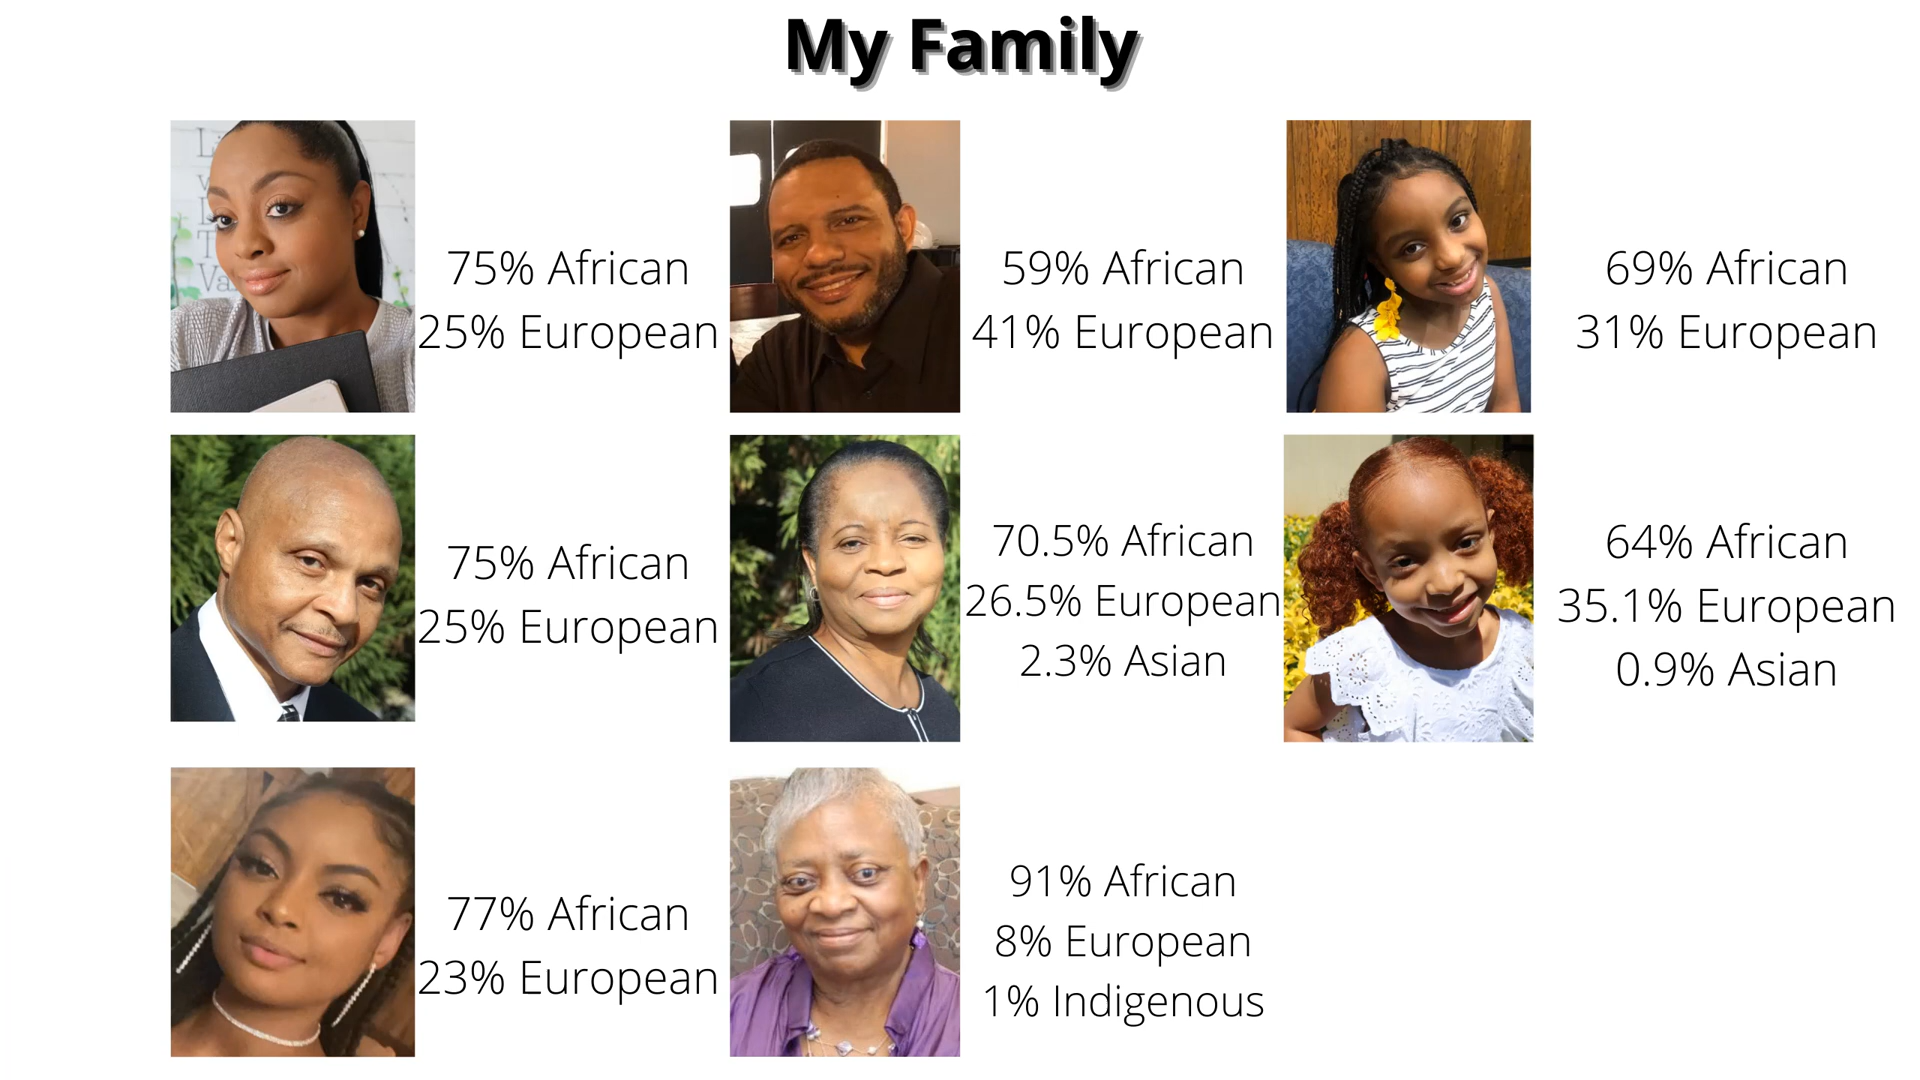 My Family
75% African
25% European
59% African
41% European
69% African
31% European
75% African
25% European
70.5% African
26.5% European
2.3% Asian
64% African
35.1% European
0.9% Asian
77% African
23% European
91% African
8% European
1% Indigenous